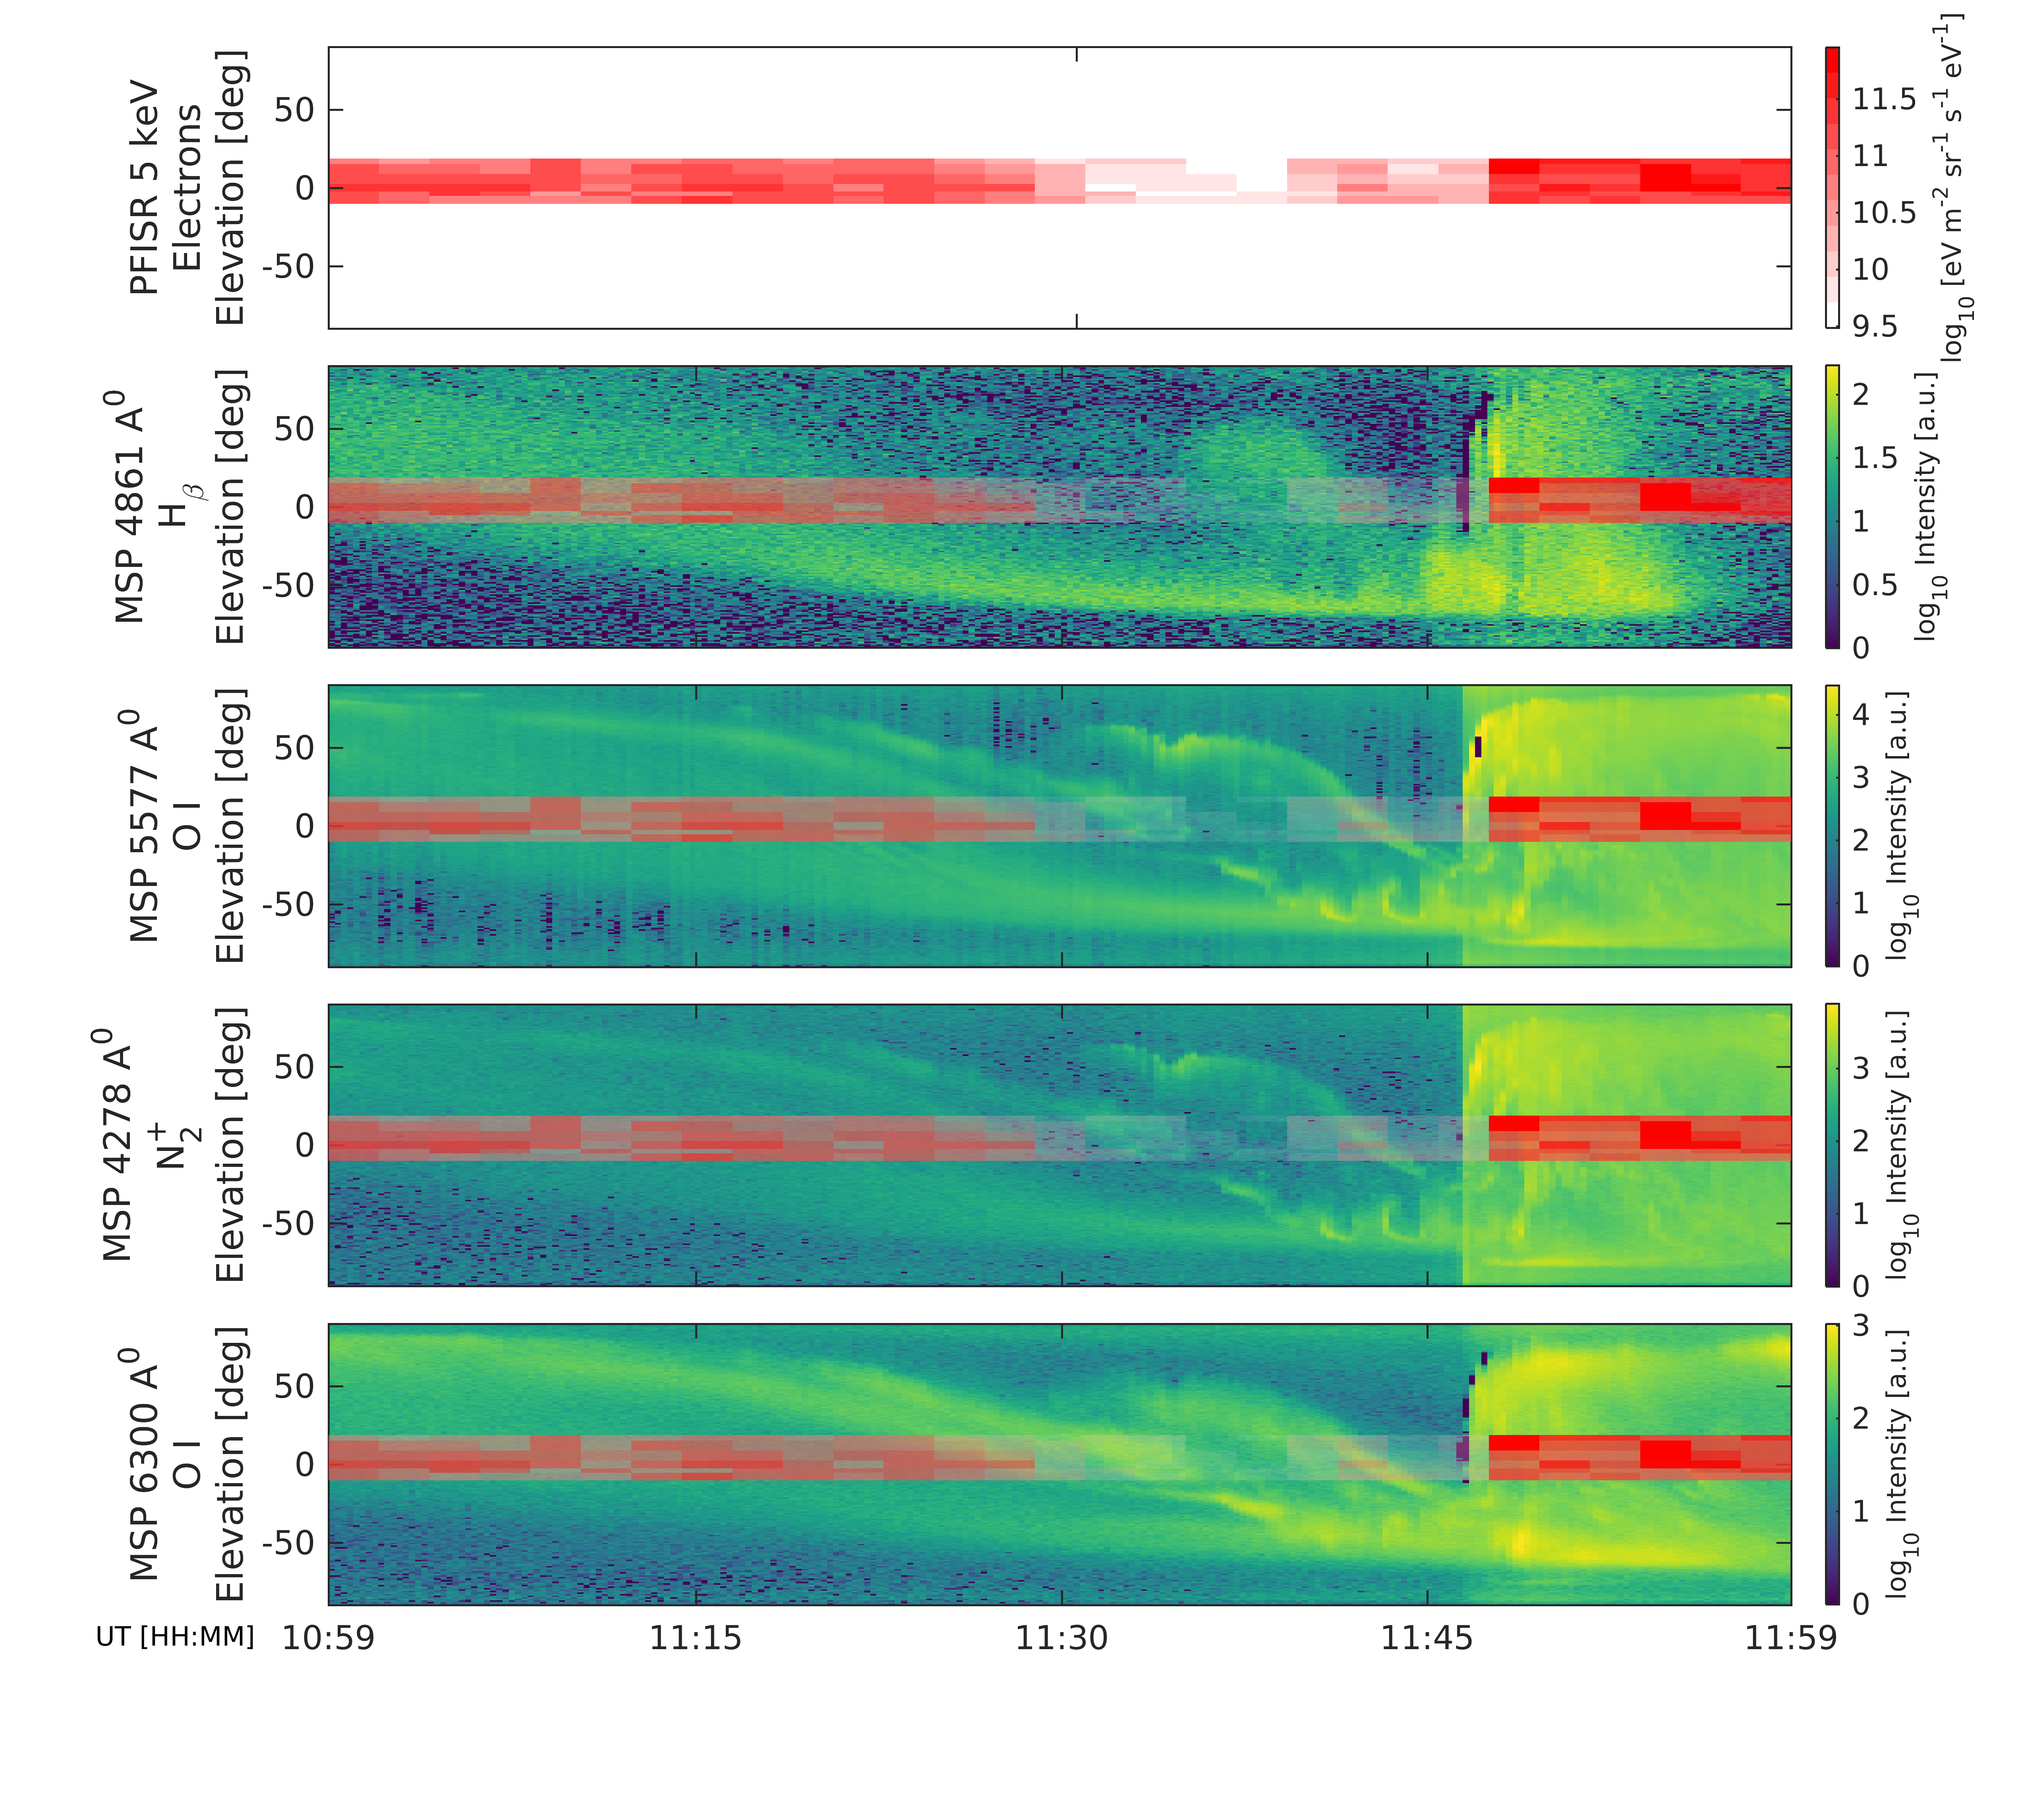 PFISR 5 keV
Electrons
Elevation [deg]
50
0
-50
11.5
11
10.5
10
9.5
log10 [eV m-2 sr-1 s-1 eV-1]
MSP 4861 A0
Hβ
Elevation [deg]
50
0
-50
2
1.5
1
0.5
0
log10 Intensity [a.u.]
MSP 5577 A0
O I
Elevation [deg]
50
0
-50
4
3
2
1
0
log10 Intensity [a.u.]
MSP 4278 A0
N2+
Elevation [deg]
50
0
-50
3
2
1
0
log10 Intensity [a.u.]
MSP 6300 A0
O I
Elevation [deg]
50
0
-50
3
2
1
0
log10 Intensity [a.u.]
UT [HH:MM] 10:59 11:15 11:30 11:45 11:59